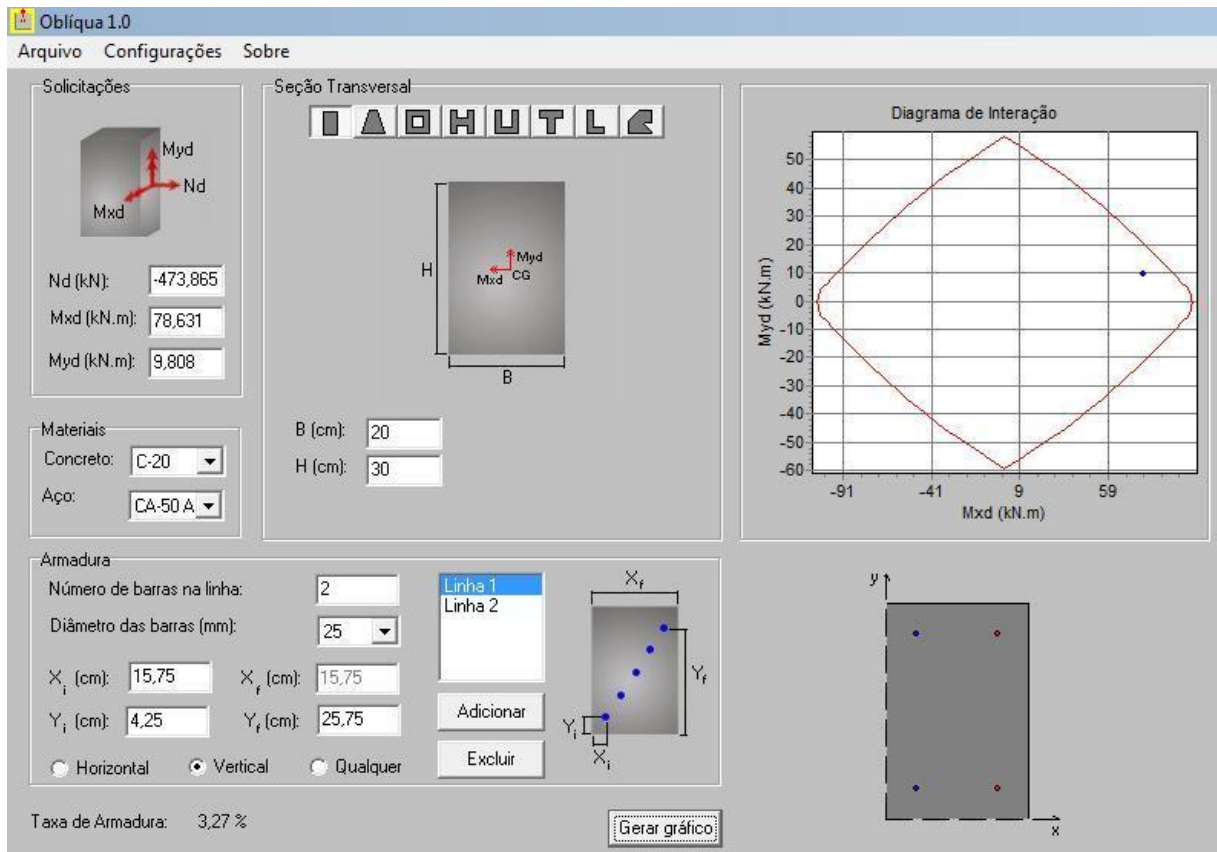 Oblíqua 1.0
Arquivo Configurações Sobre
Solicitações
Myd
Nd
Mxd
Nd (kN): -473,865
Mxd (kN.m): 78,631
Myd (kN.m): 9,808
Materiais
Concreto: C-20
Aço: CA-50 A
Seção Transversal
H
Myd
Mxd CG
B
B (cm): 20
H (cm): 30
Diagrama de Interação
Myd (kN.m)
50
40
30
20
10
0
-10
-20
-30
-40
-50
-60
-91 -41 9 59
Mxd (kN.m)
Armadura
Número de barras na linha: 2
Diâmetro das barras (mm): 25
Xi (cm): 15,75 Xf (cm): 15,75
Yi (cm): 4,25 Yf (cm): 25,75
Horizontal Vertical Qualquer
Linha 1
Linha 2
Adicionar
Excluir
Xf
Yf
Yi
Xi
Taxa de Armadura: 3,27 %
Gerar gráfico
y
x